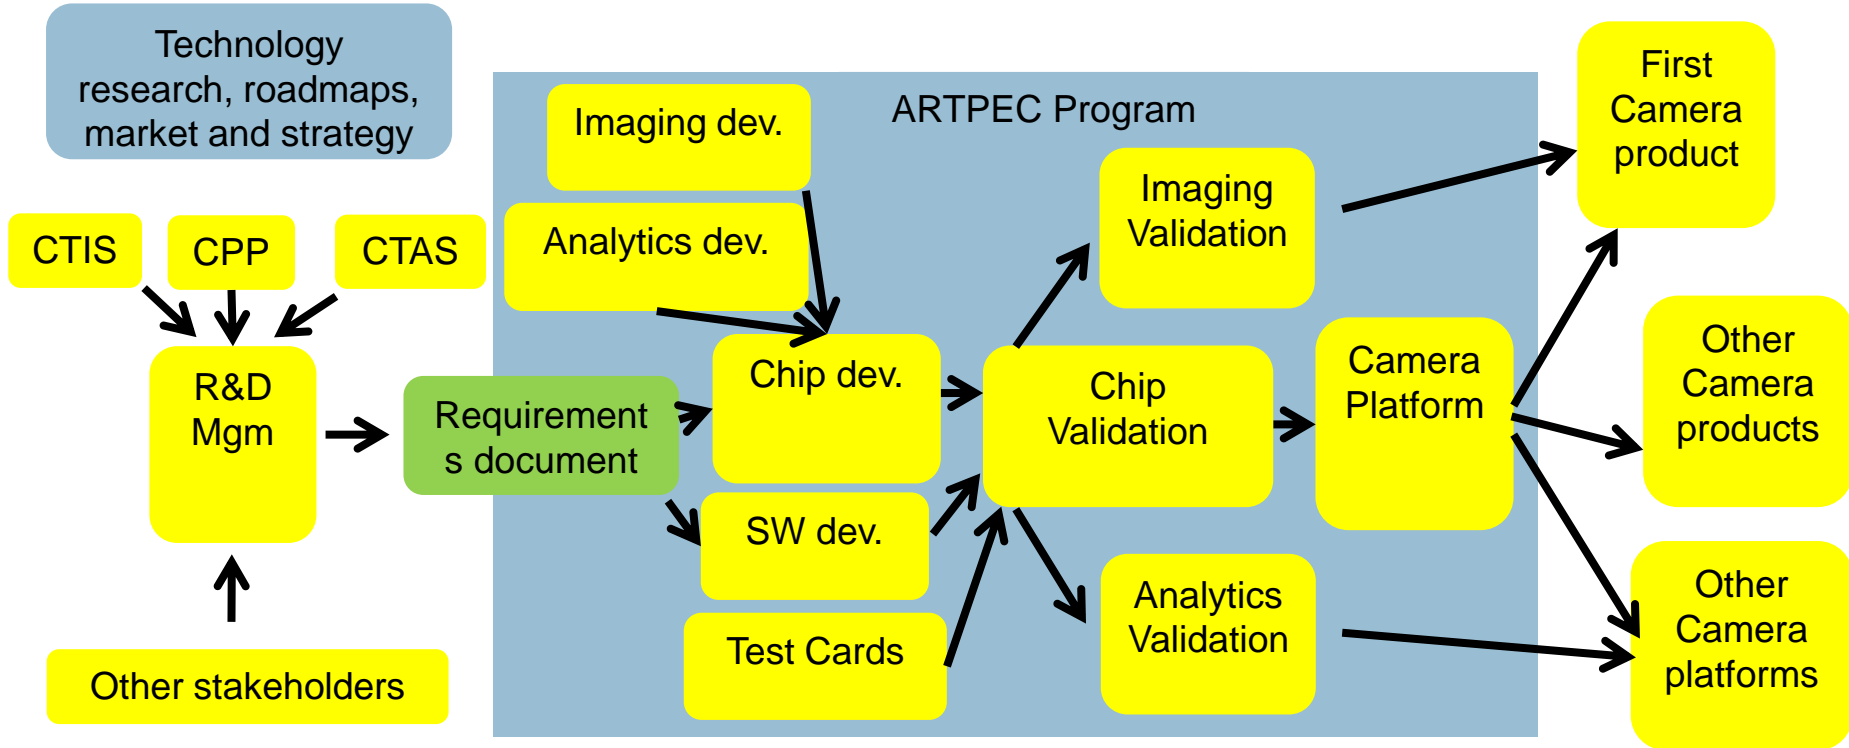 Technology
research, roadmaps,
market and strategy
CTIS
CPP
CTAS
R&D
Mgm
Other stakeholders
Requirement
s document
ARTPEC Program
Imaging dev.
Analytics dev.
Chip dev.
SW dev.
Test Cards
Imaging
Validation
Chip
Validation
Analytics
Validation
Camera
Platform
First
Camera
product
Other
Camera
products
Other
Camera
platforms